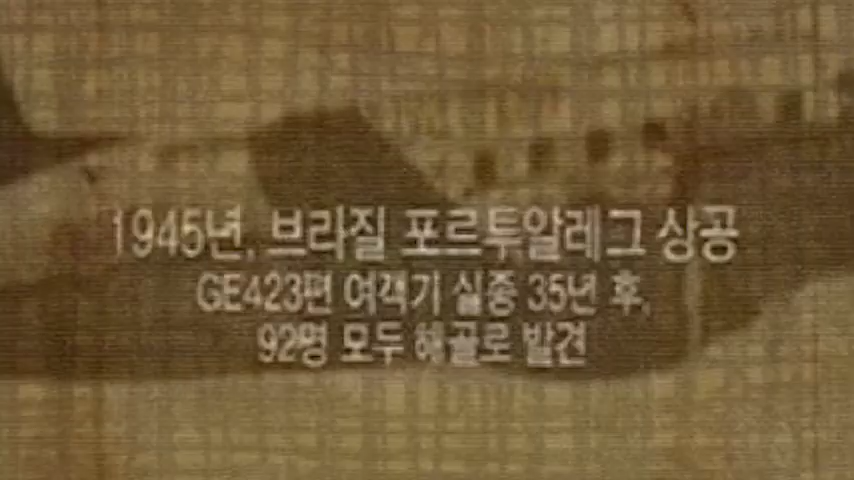 1945년, 브라질 포르투알레그 상공
GE423편 여객기 실종 35년 후,
92명 모두 해골로 발견